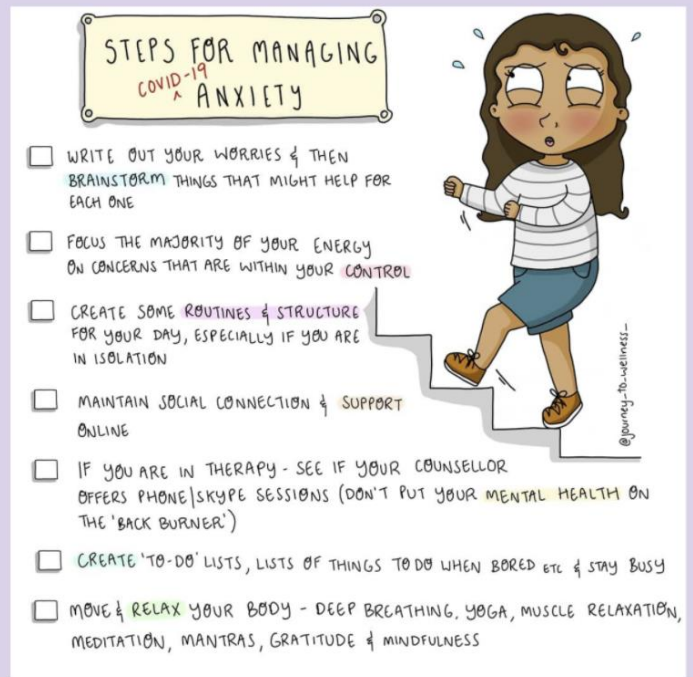 STEPS FOR MANAGING
COVID-19
^ ANXIETY
WRITE OUT YOUR WORRIES & THEN
BRAINSTORM THINGS THAT MIGHT HELP FOR
EACH ONE
FOCUS THE MAJORITY OF YOUR ENERGY
ON CONCERNS THAT ARE WITHIN YOUR CONTROL
CREATE SOME ROUTINES & STRUCTURE
FOR YOUR DAY, ESPECIALLY IF YOU ARE
IN ISOLATION
MAINTAIN SOCIAL CONNECTION & SUPPORT
ONLINE
IF YOU ARE IN THERAPY - SEE IF YOUR COUNSELLOR
OFFERS PHONE|SKYPE SESSIONS (DON'T PUT YOUR MENTAL HEALTH ON
THE 'BACK BURNER')
CREATE 'TO-DO' LISTS, LISTS OF THINGS TO DO WHEN BORED ETC & STAY BUSY
MOVE & RELAX YOUR BODY - DEEP BREATHING, YOGA, MUSCLE RELAXATION,
MEDITATION, MANTRAS, GRATITUDE & MINDFULNESS
@journey_to_wellness_